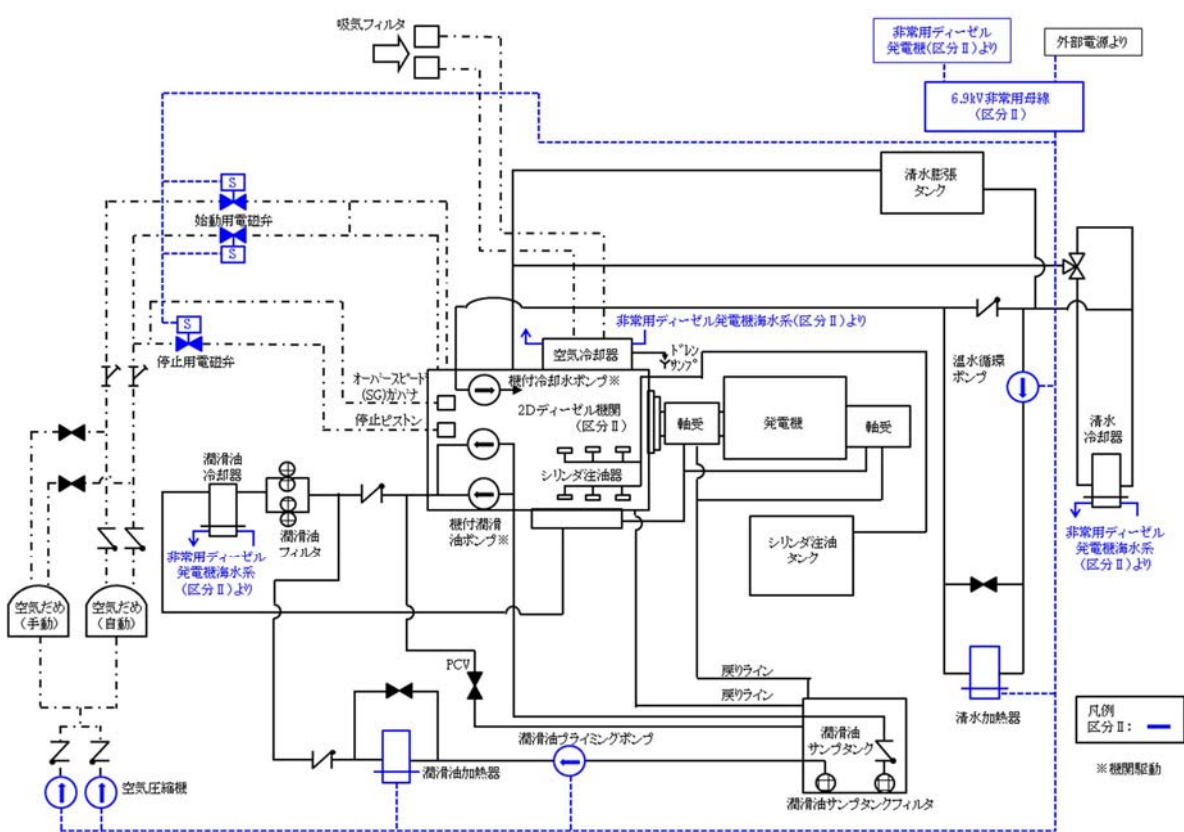 吸気フィルタ
非常用ディーゼル
発電機(区分Ⅱ)より
外部電源より
6.9kV非常用母線
(区分Ⅱ)
清水膨張
タンク
S
始動用電磁弁
S
S
停止用電磁弁
非常用ディーゼル発電機海水系(区分Ⅱ)より
空気冷却器
ドレン
サンプ
オーバースピード
(SG)ガバナ
停止ピストン
機付冷却水ポンプ※
2Dディーゼル機関
(区分Ⅱ)
シリンダ注油器
軸受
発電機
軸受
温水循環
ポンプ
清水
冷却器
潤滑油
冷却器
潤滑油
フィルタ
機付潤滑
油ポンプ※
非常用ディーゼル
発電機海水系
(区分Ⅱ)より
シリンダ注油
タンク
非常用ディーゼル
発電機海水系
(区分Ⅱ)より
空気だめ
(手動)
空気だめ
(自動)
PCV
戻りライン
戻りライン
清水加熱器
凡例
区分Ⅱ:
潤滑油
サンプタンク
潤滑油プライミングポンプ
潤滑油加熱器
空気圧縮機
潤滑油サンプタンクフィルタ
※機関駆動